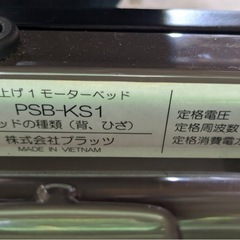 上げ1モーターベッド
PSB-KS1
ッドの種類（背、ひざ）
株式会社プラッツ
MADE IN VIETNAM
定格電圧
定格周波数
定格消費電力